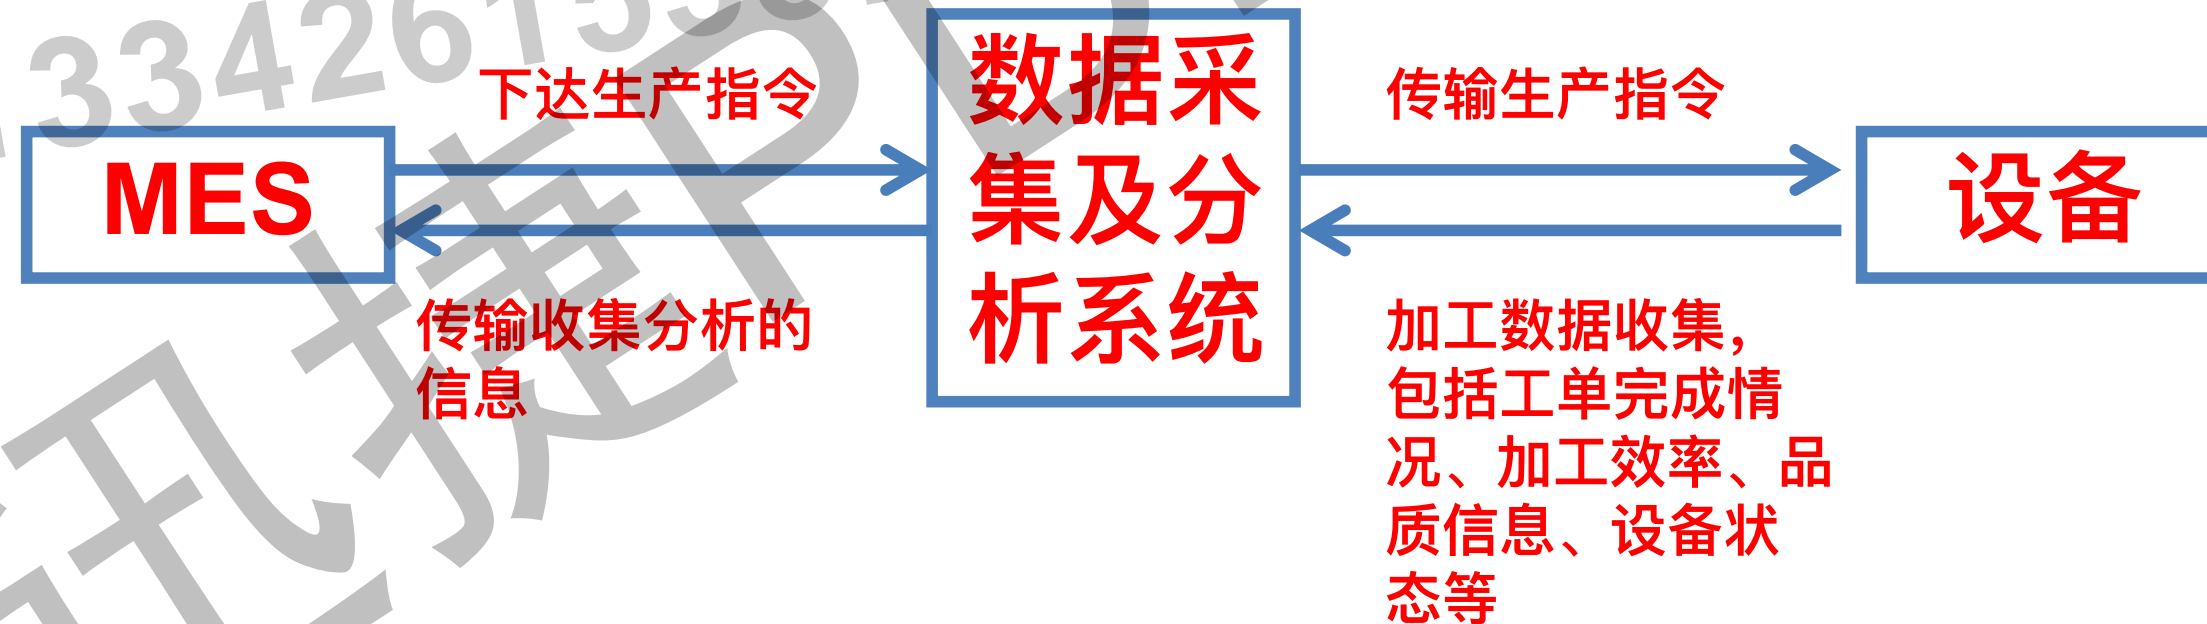 下达生产指令
MES
传输收集分析的
信息
数据采
集及分
析系统
传输生产指令
设备
加工数据收集，
包括工单完成情
况、加工效率、品
质信息、设备状
态等